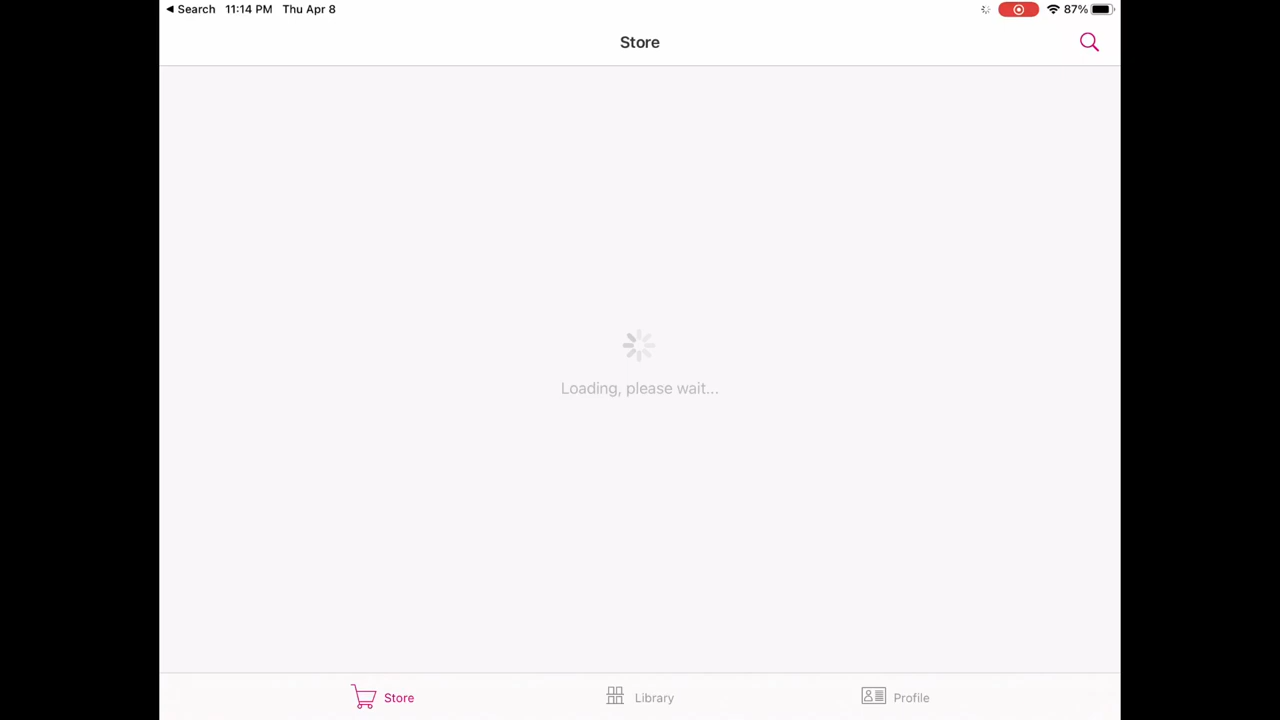 ◀ Search 11:14 PM Thu Apr 8 87%
Store
Loading, please wait...
Store Library Profile